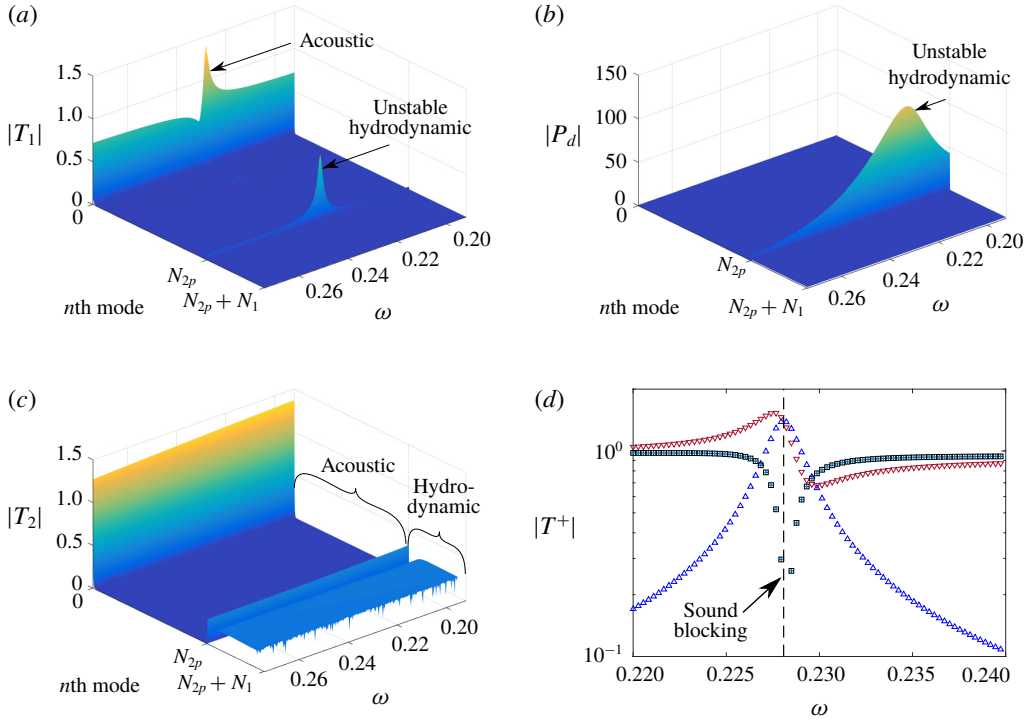 (a)
1.5
1.0
0.5
0
|T1|
Acoustic
Unstable
hydrodynamic
0
N2p
N2p + N1
nth mode
0.26
0.24
0.22
0.20
ω
(b)
150
100
50
0
|Pd|
Unstable
hydrodynamic
0
N2p
N2p + N1
nth mode
0.26
0.24
0.22
0.20
ω
(c)
1.5
1.0
0.5
0
|T2|
Acoustic
Hydro-
dynamic
0
N2p
N2p + N1
nth mode
0.26
0.24
0.22
0.20
ω
(d)
10^0
10^−1
|T+|
Sound
blocking
0.220
0.225
0.230
0.235
0.240
ω